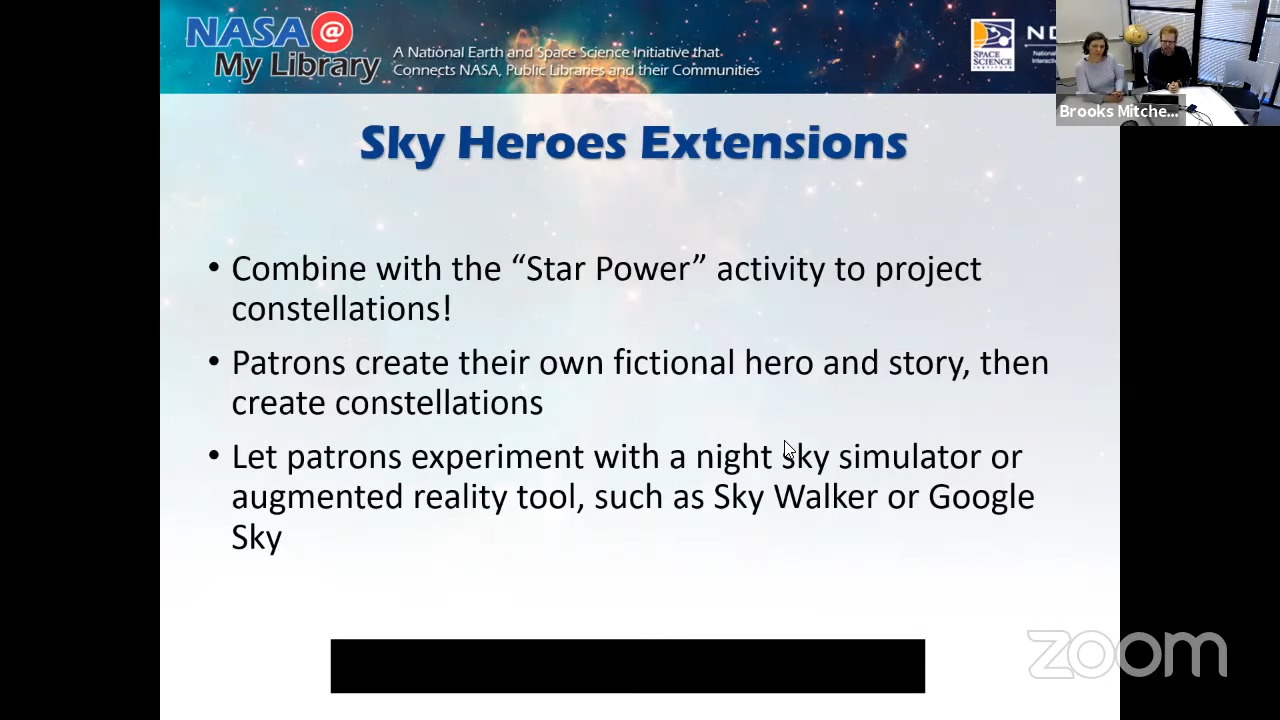 NASA@
My Library
A National Earth and Space Science Initiative that
Connects NASA, Public Libraries and their Communities
SPACE
SCIENCE
INSTITUTE
National
Interactiv
Brooks Mitche...
Sky Heroes Extensions
• Combine with the “Star Power” activity to project
constellations!
• Patrons create their own fictional hero and story, then
create constellations
• Let patrons experiment with a night sky simulator or
augmented reality tool, such as Sky Walker or Google
Sky
zoom